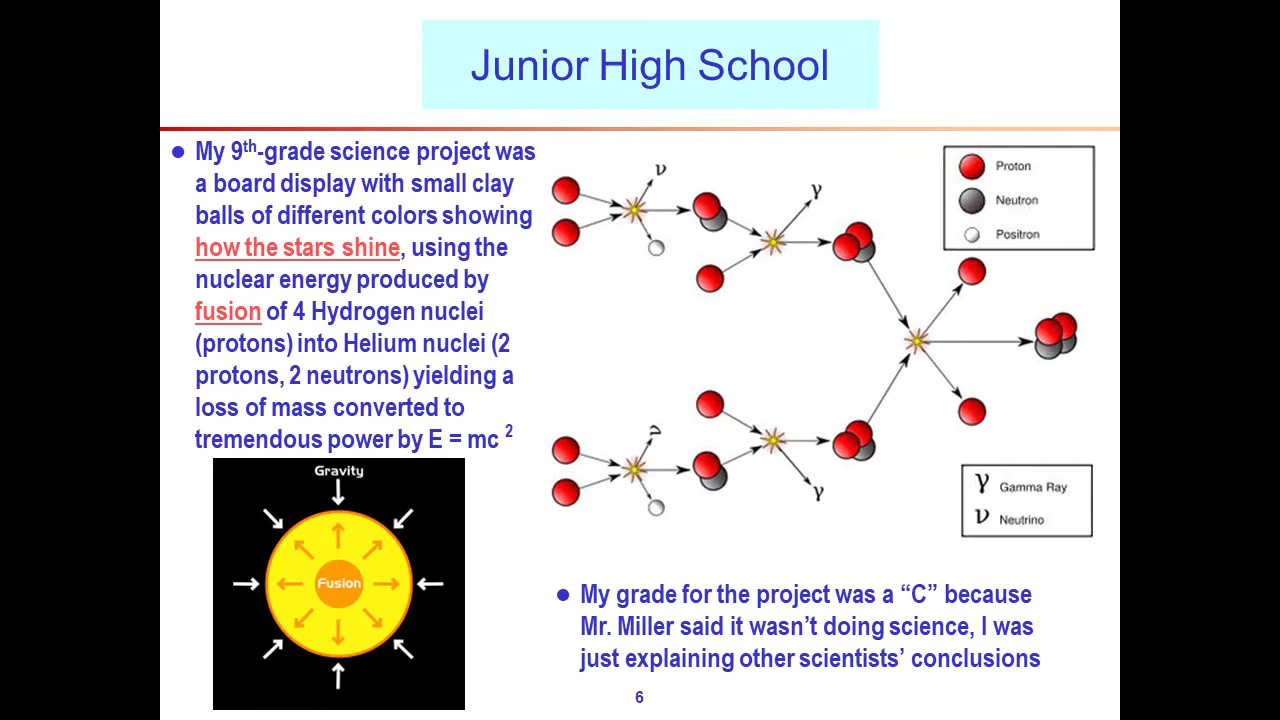 Junior High School
● My 9th-grade science project was
a board display with small clay
balls of different colors showing
how the stars shine, using the
nuclear energy produced by
fusion of 4 Hydrogen nuclei
(protons) into Helium nuclei (2
protons, 2 neutrons) yielding a
loss of mass converted to
tremendous power by E = mc 2
Gravity
Fusion
ν
γ
Proton
Neutron
Positron
ν
γ
γ Gamma Ray
ν Neutrino
● My grade for the project was a “C” because
Mr. Miller said it wasn’t doing science, I was
just explaining other scientists’ conclusions
6